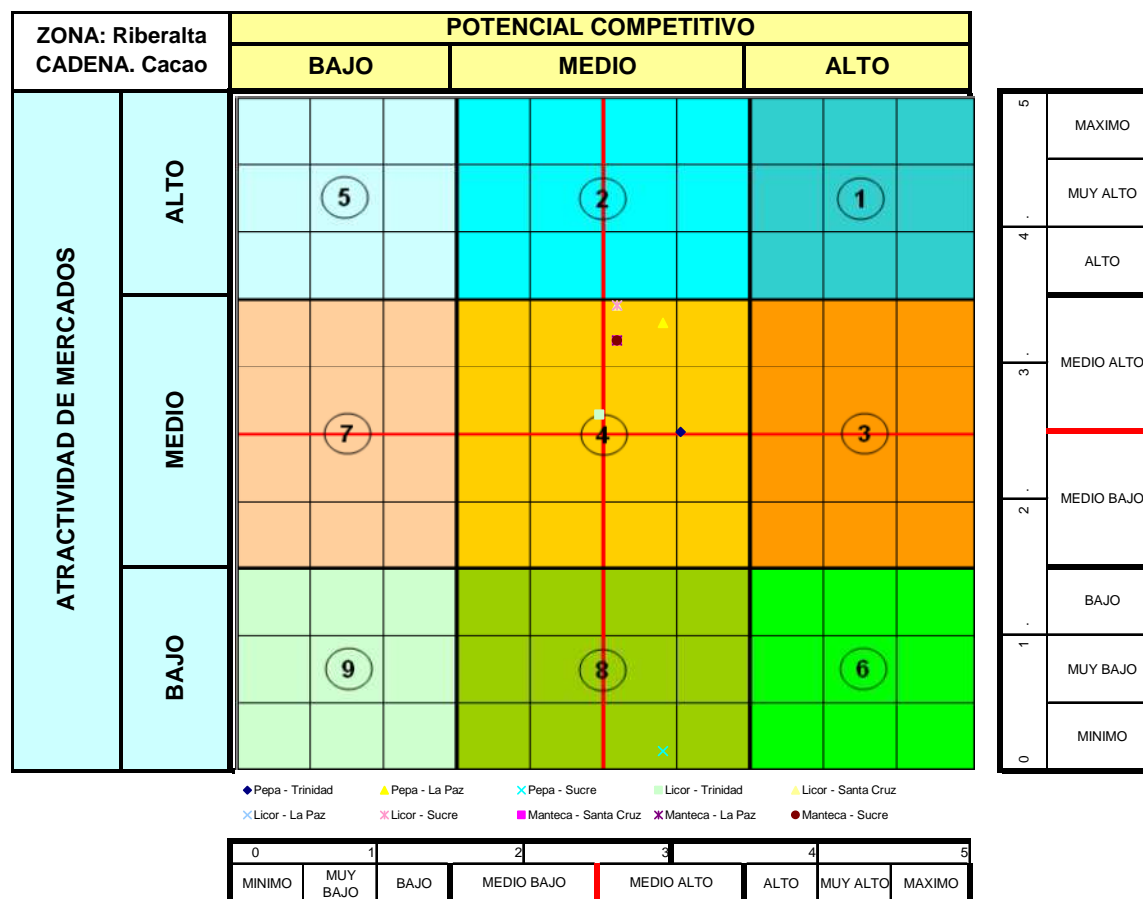 ZONA: Riberalta
CADENA. Cacao
POTENCIAL COMPETITIVO
BAJO
MEDIO
ALTO
ATRACTIVIDAD DE MERCADOS
ALTO
MEDIO
BAJO
5
2
1
7
4
3
9
8
6
5
.
4
.
3
.
2
.
1
0
MAXIMO
MUY ALTO
ALTO
MEDIO ALTO
MEDIO BAJO
BAJO
MUY BAJO
MINIMO
Pepa - Trinidad
Pepa - La Paz
Pepa - Sucre
Licor - Trinidad
Licor - Santa Cruz
Licor - La Paz
Licor - Sucre
Manteca - Santa Cruz
Manteca - La Paz
Manteca - Sucre
0 1 2 3 4 5
MINIMO
MUY
BAJO
BAJO
MEDIO BAJO
MEDIO ALTO
ALTO
MUY ALTO
MAXIMO